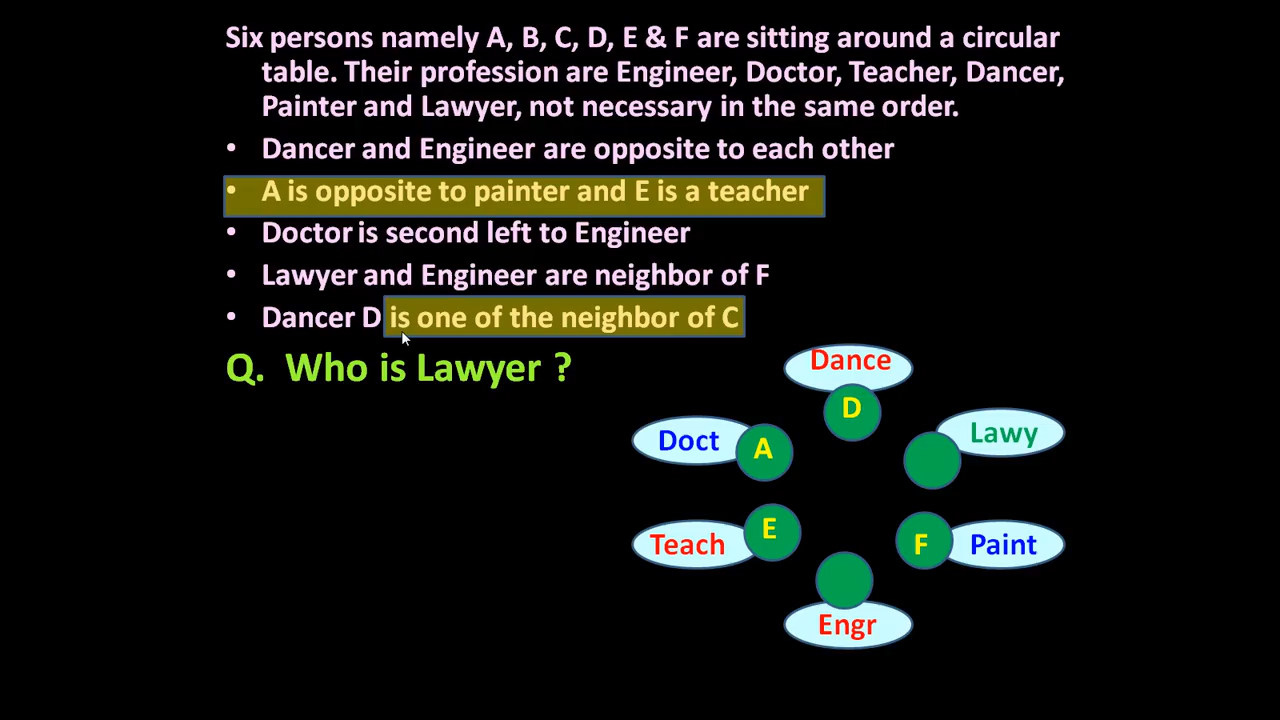 Six persons namely A, B, C, D, E & F are sitting around a circular
table. Their profession are Engineer, Doctor, Teacher, Dancer,
Painter and Lawyer, not necessary in the same order.
• Dancer and Engineer are opposite to each other
• A is opposite to painter and E is a teacher
• Doctor is second left to Engineer
• Lawyer and Engineer are neighbor of F
• Dancer D is one of the neighbor of C
Q. Who is Lawyer ?
Dance
D
Doct A
Lawy
Teach E
F Paint
Engr